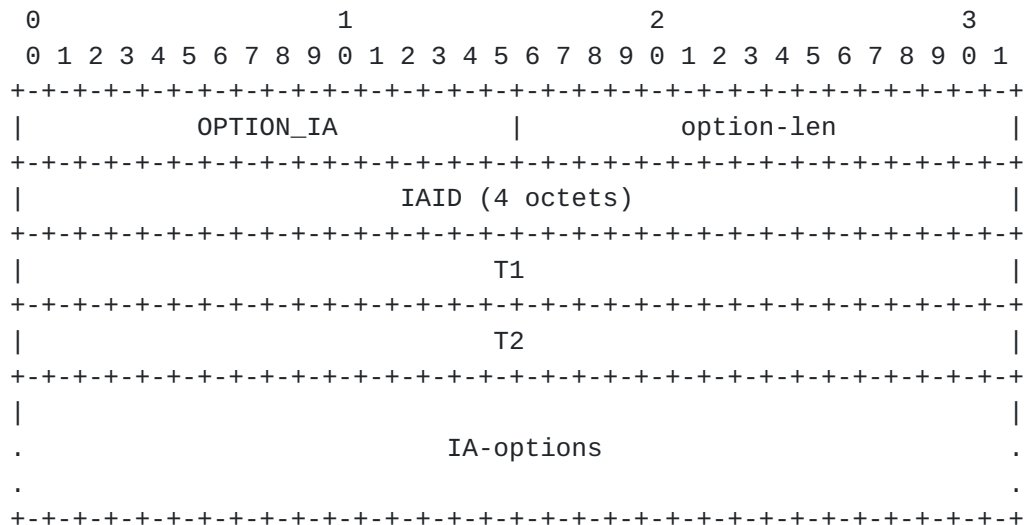 0                   1                   2                   3
 0 1 2 3 4 5 6 7 8 9 0 1 2 3 4 5 6 7 8 9 0 1 2 3 4 5 6 7 8 9 0 1
+-+-+-+-+-+-+-+-+-+-+-+-+-+-+-+-+-+-+-+-+-+-+-+-+-+-+-+-+-+-+-+-+
|           OPTION_IA           |          option-len           |
+-+-+-+-+-+-+-+-+-+-+-+-+-+-+-+-+-+-+-+-+-+-+-+-+-+-+-+-+-+-+-+-+
|                        IAID (4 octets)                        |
+-+-+-+-+-+-+-+-+-+-+-+-+-+-+-+-+-+-+-+-+-+-+-+-+-+-+-+-+-+-+-+-+
|                              T1                               |
+-+-+-+-+-+-+-+-+-+-+-+-+-+-+-+-+-+-+-+-+-+-+-+-+-+-+-+-+-+-+-+-+
|                              T2                               |
+-+-+-+-+-+-+-+-+-+-+-+-+-+-+-+-+-+-+-+-+-+-+-+-+-+-+-+-+-+-+-+-+
|                                                               |
.                           IA-options                          .
.                                                               .
+-+-+-+-+-+-+-+-+-+-+-+-+-+-+-+-+-+-+-+-+-+-+-+-+-+-+-+-+-+-+-+-+